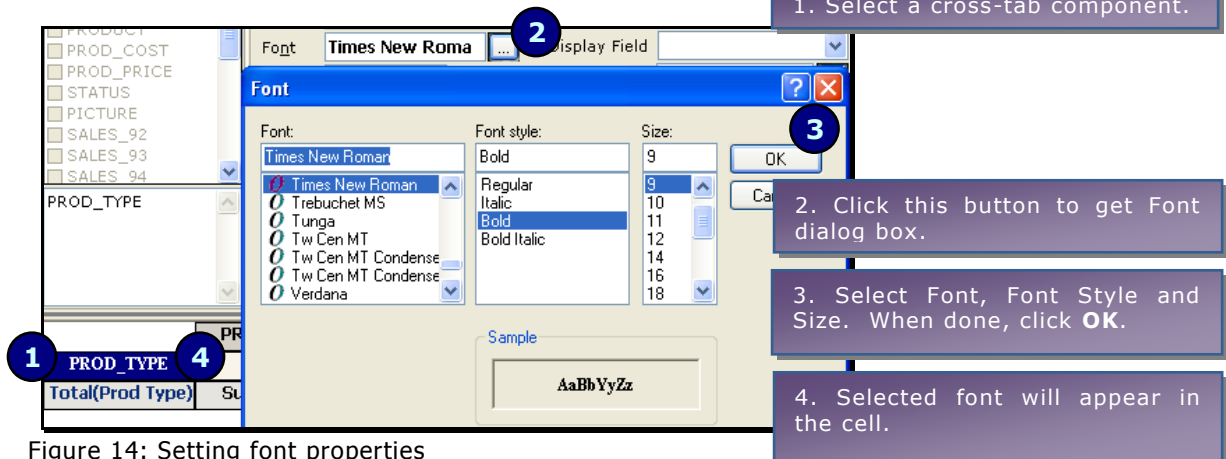 1. Select a cross-tab component.
PRODUCT
PROD_COST
PROD_PRICE
STATUS
PICTURE
SALES_92
SALES_93
SALES_94
PROD_TYPE
Font Times New Roma ... 2 Display Field
Font
3
Font: Font style: Size:
Times New Roman Bold 9 OK
Times New Roman Regular 9
Trebuchet MS Italic 10
Tunga Bold 11
Tw Cen MT Bold Italic 12
Tw Cen MT Condense 14
Tw Cen MT Condense 16
Verdana 18
Sample
AaBbYyZz
2. Click this button to get Font
dialog box.
3. Select Font, Font Style and
Size. When done, click OK.
4. Selected font will appear in
the cell.
1 PROD_TYPE 4
Total(Prod Type)
Figure 14: Setting font properties